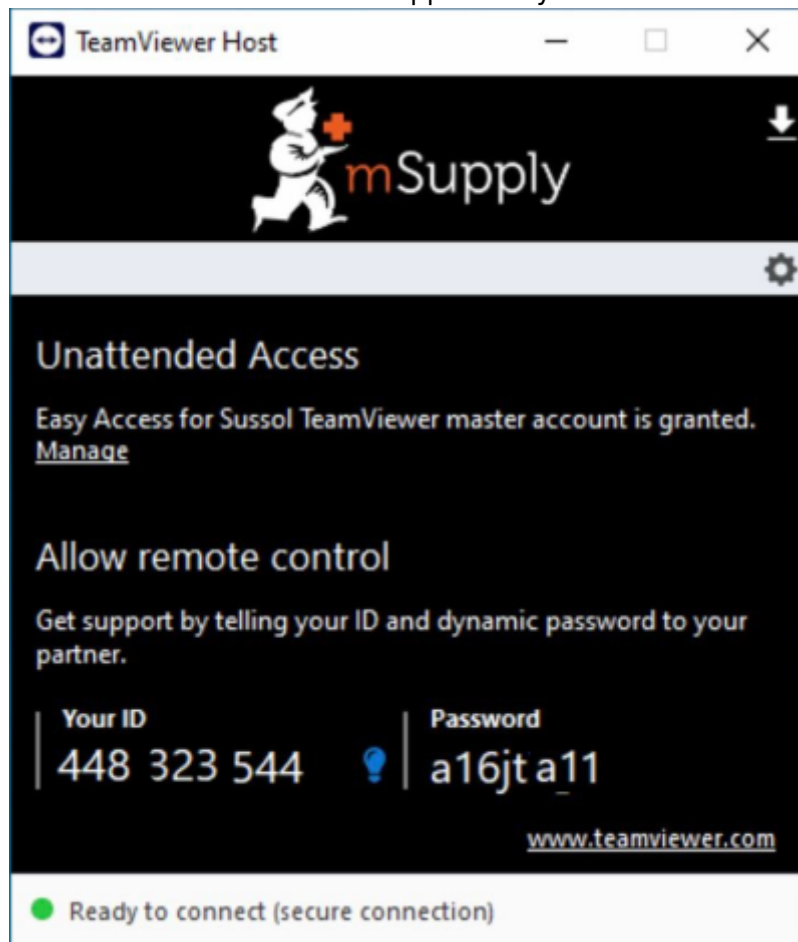 TeamViewer Host
mSupply
Unattended Access
Easy Access for Sussol TeamViewer master account is granted.
Manage
Allow remote control
Get support by telling your ID and dynamic password to your
partner.
Your ID
448 323 544
Password
a16jt a11
www.teamviewer.com
Ready to connect (secure connection)